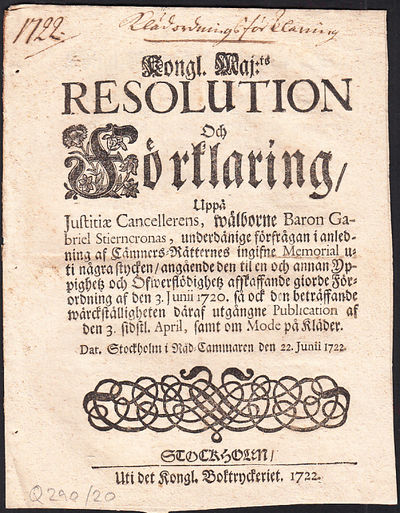 1722.
Klädordningsförklaring
Kongl. Maj:ts
RESOLUTION
Och
Förklaring/
Uppå
Justitiæ Cancellerens, wälborne Baron Ga-
briel Stierncronas, underdånige förfrågan i anled-
ning af Cämners-Rätternes ingifne Memorial u-
ti några stycken/angående den til en och annan Yp-
pighetz och Öfwerflödighetz afskaffande giorde För-
ordning af den 3. Junii 1720. så ock den beträffande
wärckställigheten däraf utgångne Publication af
den 3. sidstl. April, samt om Mode på Kläder.
Dat. Stockholm i Råd-Cammaren den 22. Junii 1722.
STOCKHOLM/
Uti det Kongl. Boktryckeriet. 1722.
Q290/20